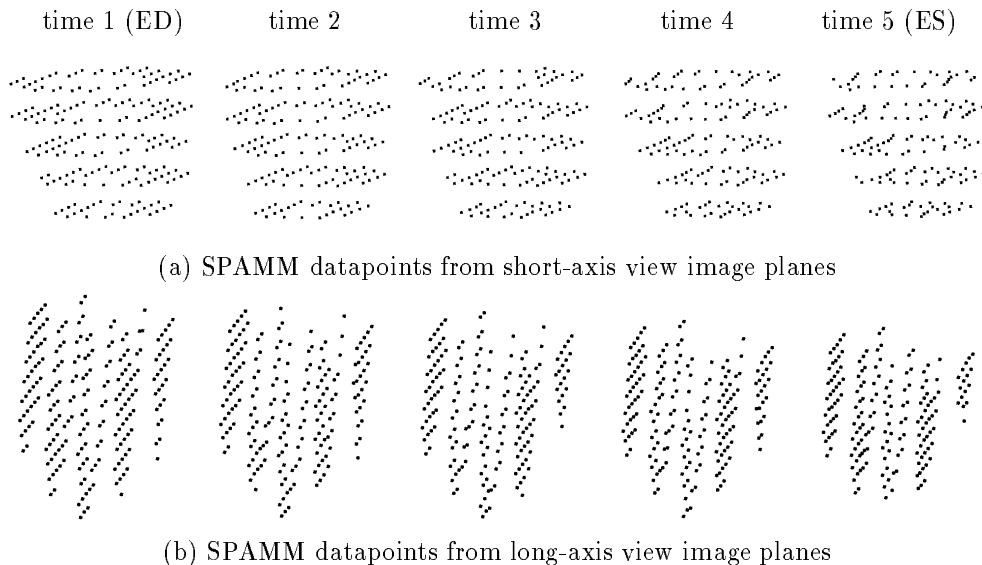 time 1 (ED) time 2 time 3 time 4 time 5 (ES)
(a) SPAMM datapoints from short-axis view image planes
(b) SPAMM datapoints from long-axis view image planes